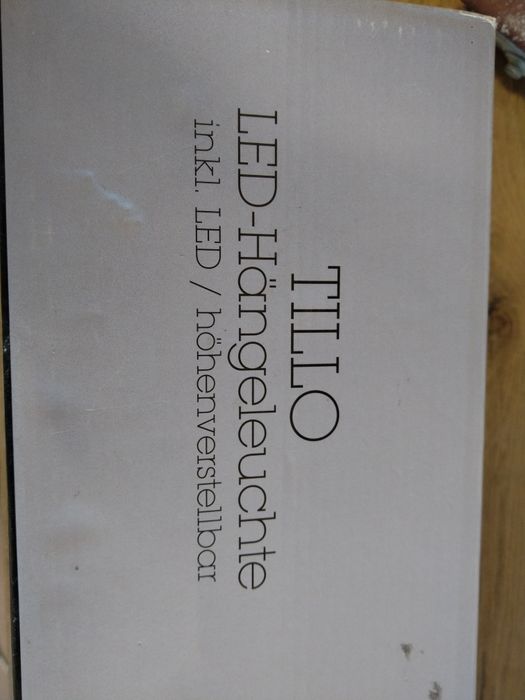 TILLO
LED-Hängeleuchte
inkl. LED / höhenverstellbar